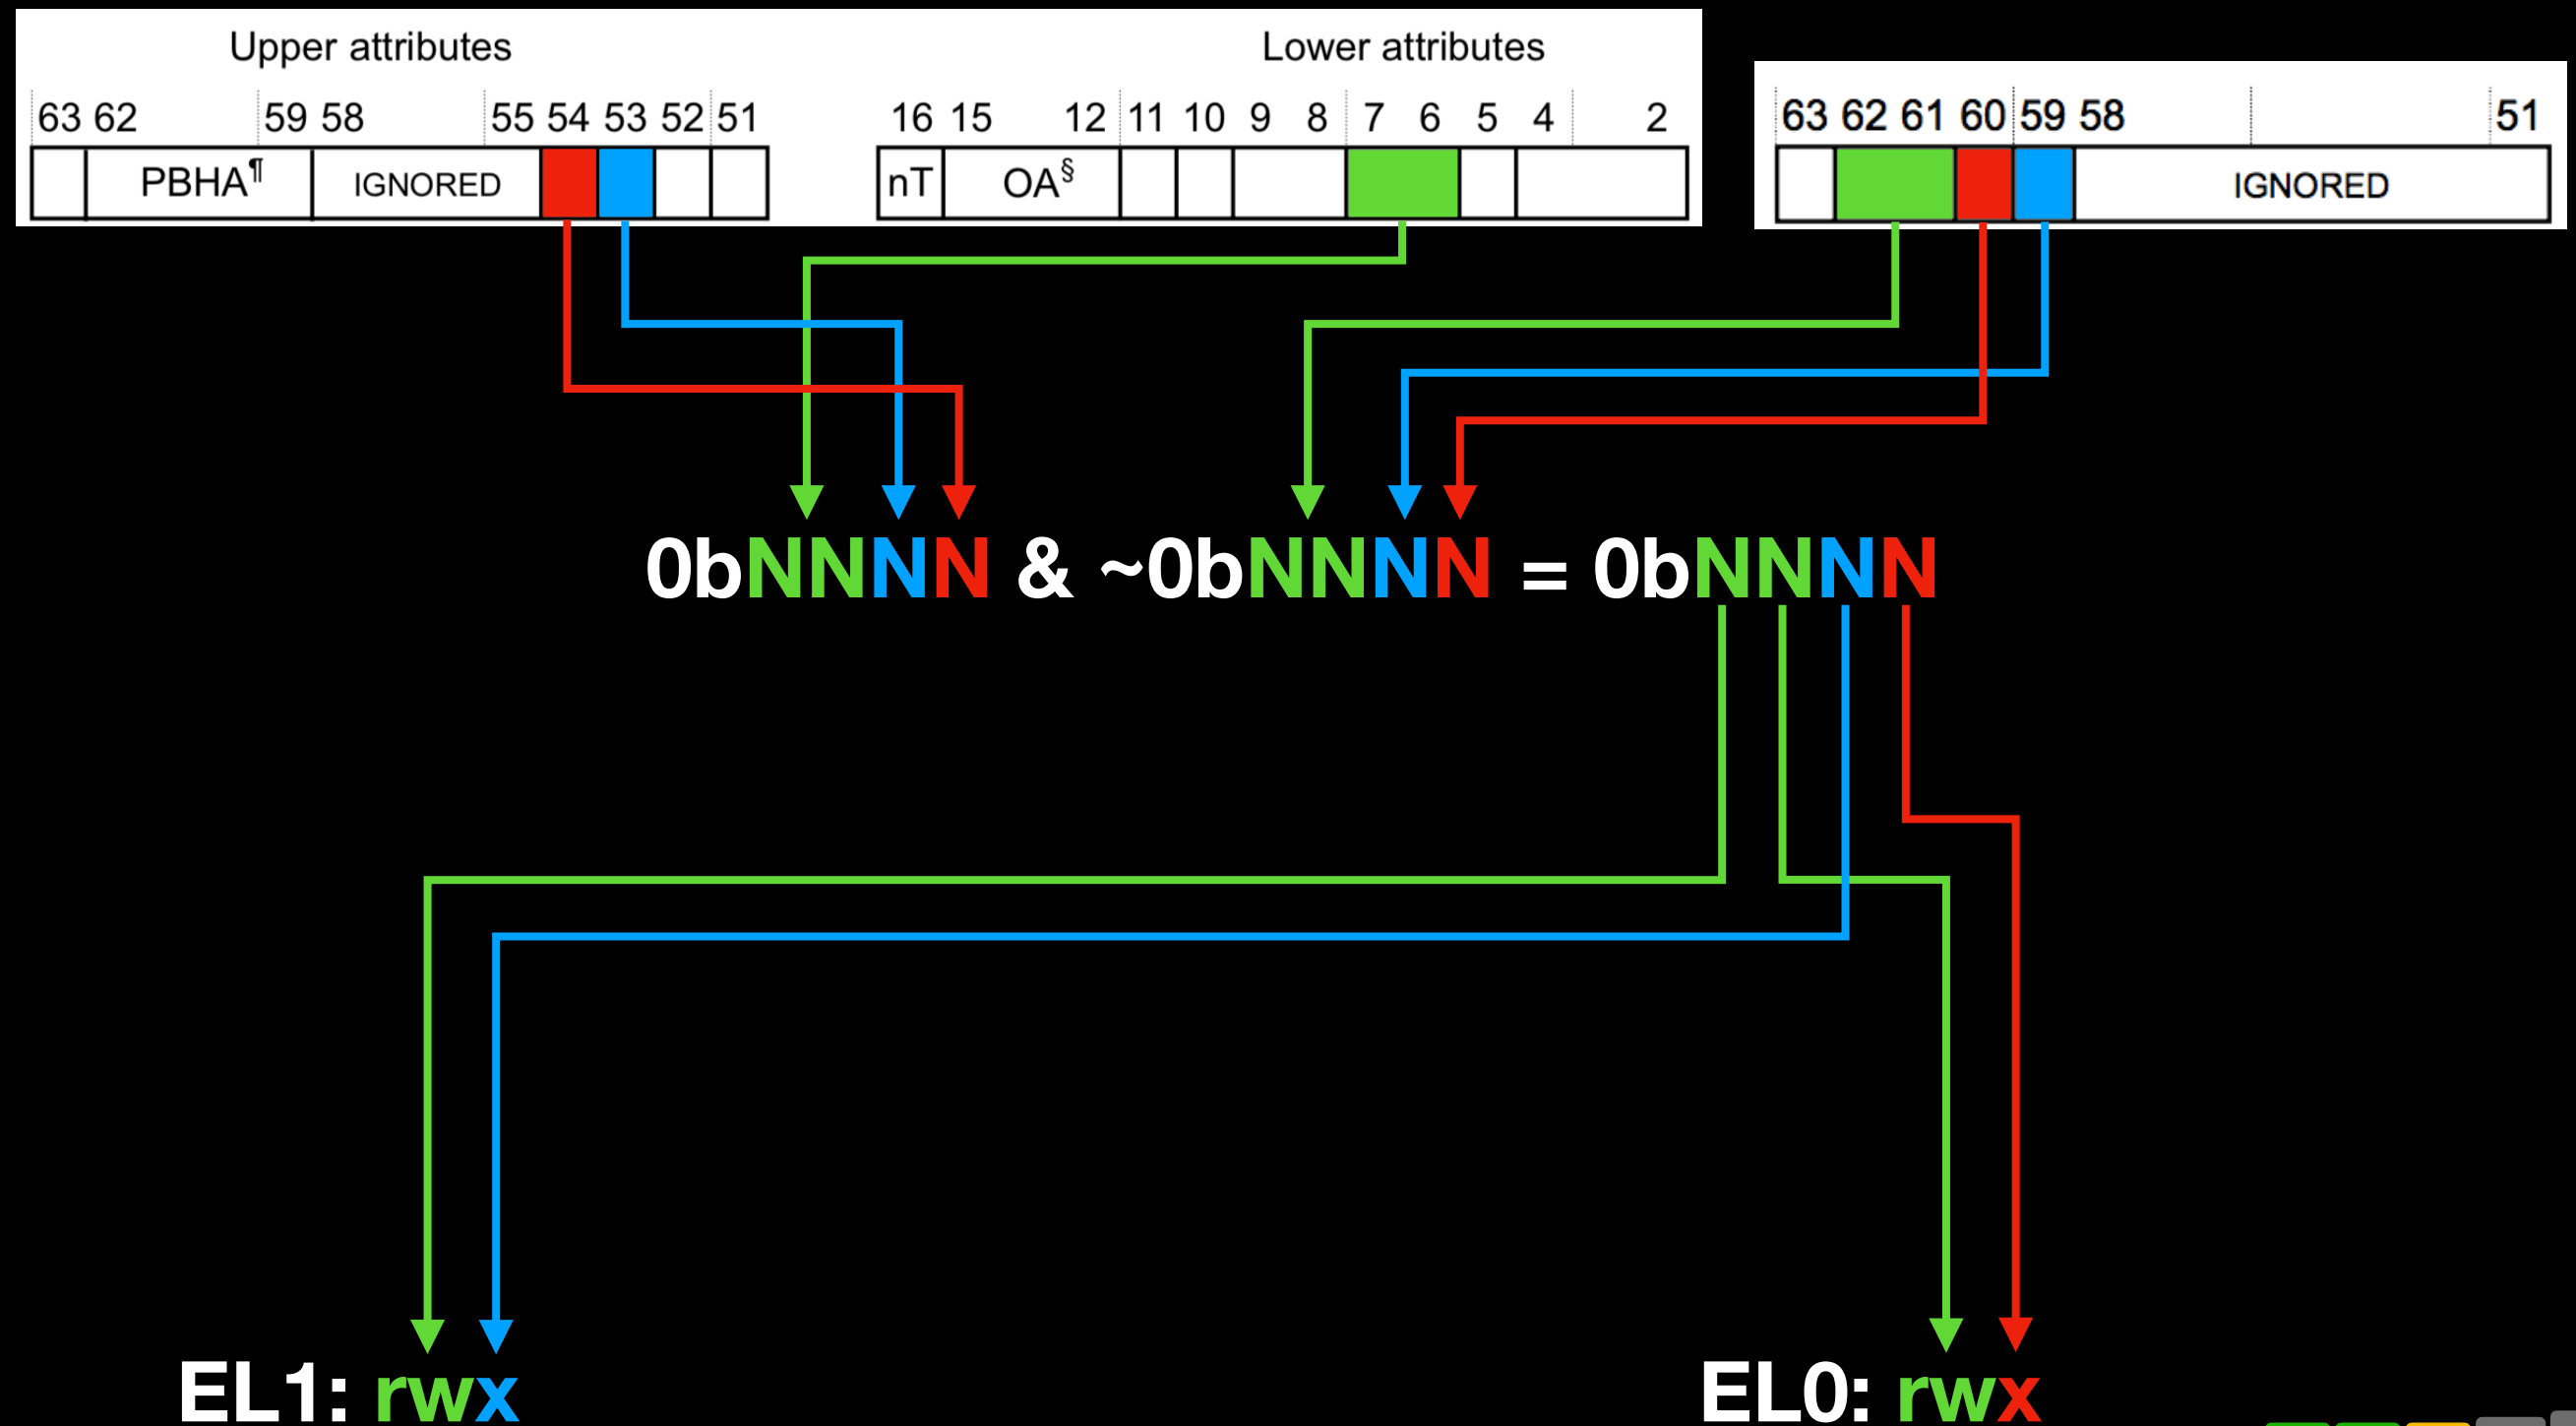 Upper attributes
Lower attributes
63 62 59 58 55 54 53 52 51
16 15 12 11 10 9 8 7 6 5 4 2
63 62 61 60 59 58 51
PBHA¶ IGNORED
nT OA§
IGNORED
0bNNNN & ~0bNNNN = 0bNNNN
EL1: rwx
EL0: rwx